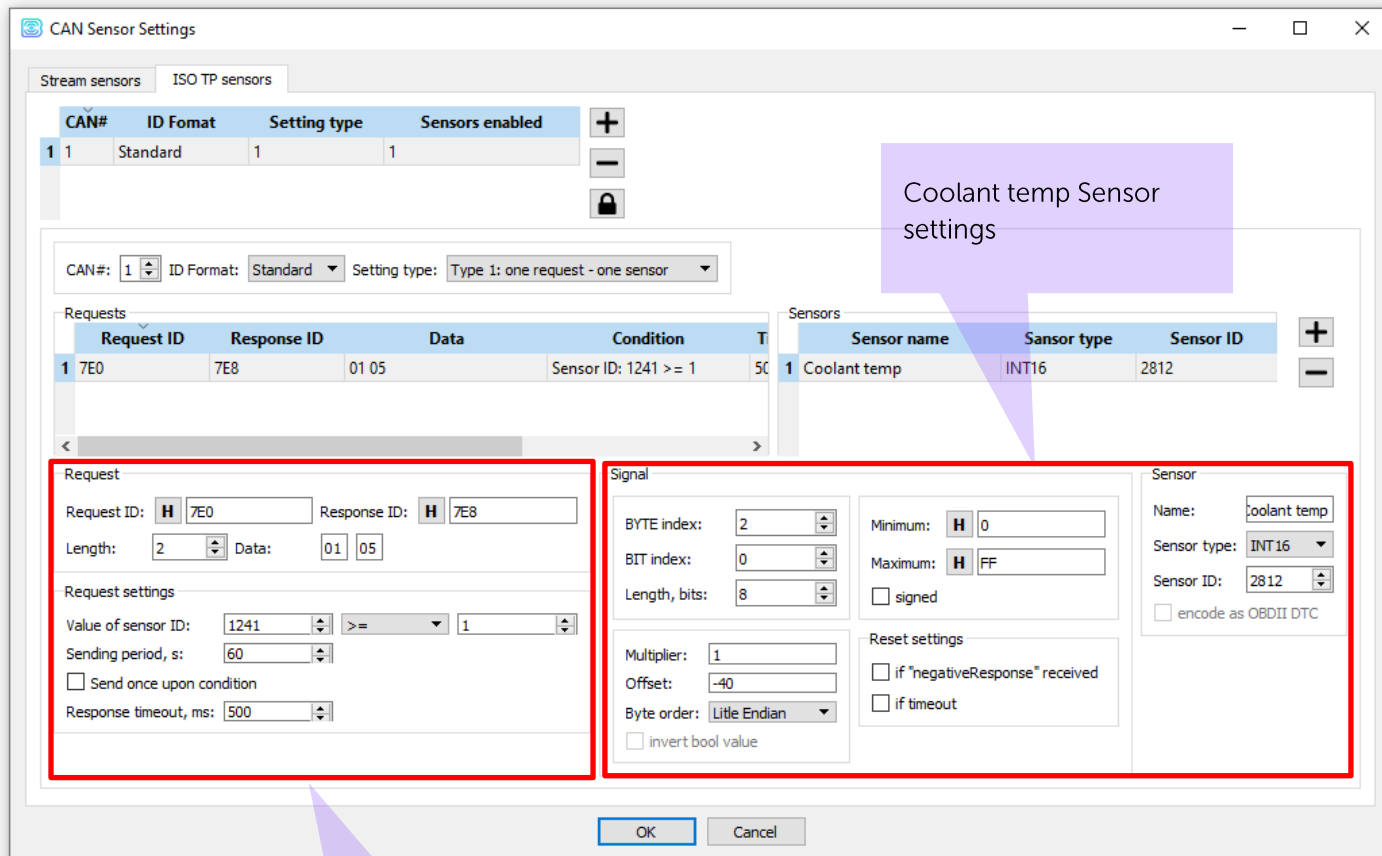 CAN Sensor Settings
Stream sensors ISO TP sensors
CAN# ID Fomat Setting type Sensors enabled
1 1 Standard 1 1
Coolant temp Sensor
settings
CAN#: 1 ID Format: Standard Setting type: Type 1: one request - one sensor
Requests
Request ID Response ID Data Condition
1 7E0 7E8 01 05 Sensor ID: 1241 >= 1 50
Sensors
Sensor name Sansor type Sensor ID
1 Coolant temp INT16 2812
Request
Request ID: H 7E0 Response ID: H 7E8
Length: 2 Data: 01 05
Request settings
Value of sensor ID: 1241 >= 1
Sending period, s: 60
Send once upon condition
Response timeout, ms: 500
Signal
BYTE index: 2
BIT index: 0
Length, bits: 8
Minimum: H 0
Maximum: H FF
signed
Multiplier: 1
Offset: -40
Byte order: Litle Endian
invert bool value
Reset settings
if "negativeResponse" received
if timeout
Sensor
Name: Coolant temp
Sensor type: INT16
Sensor ID: 2812
encode as OBDII DTC
OK Cancel